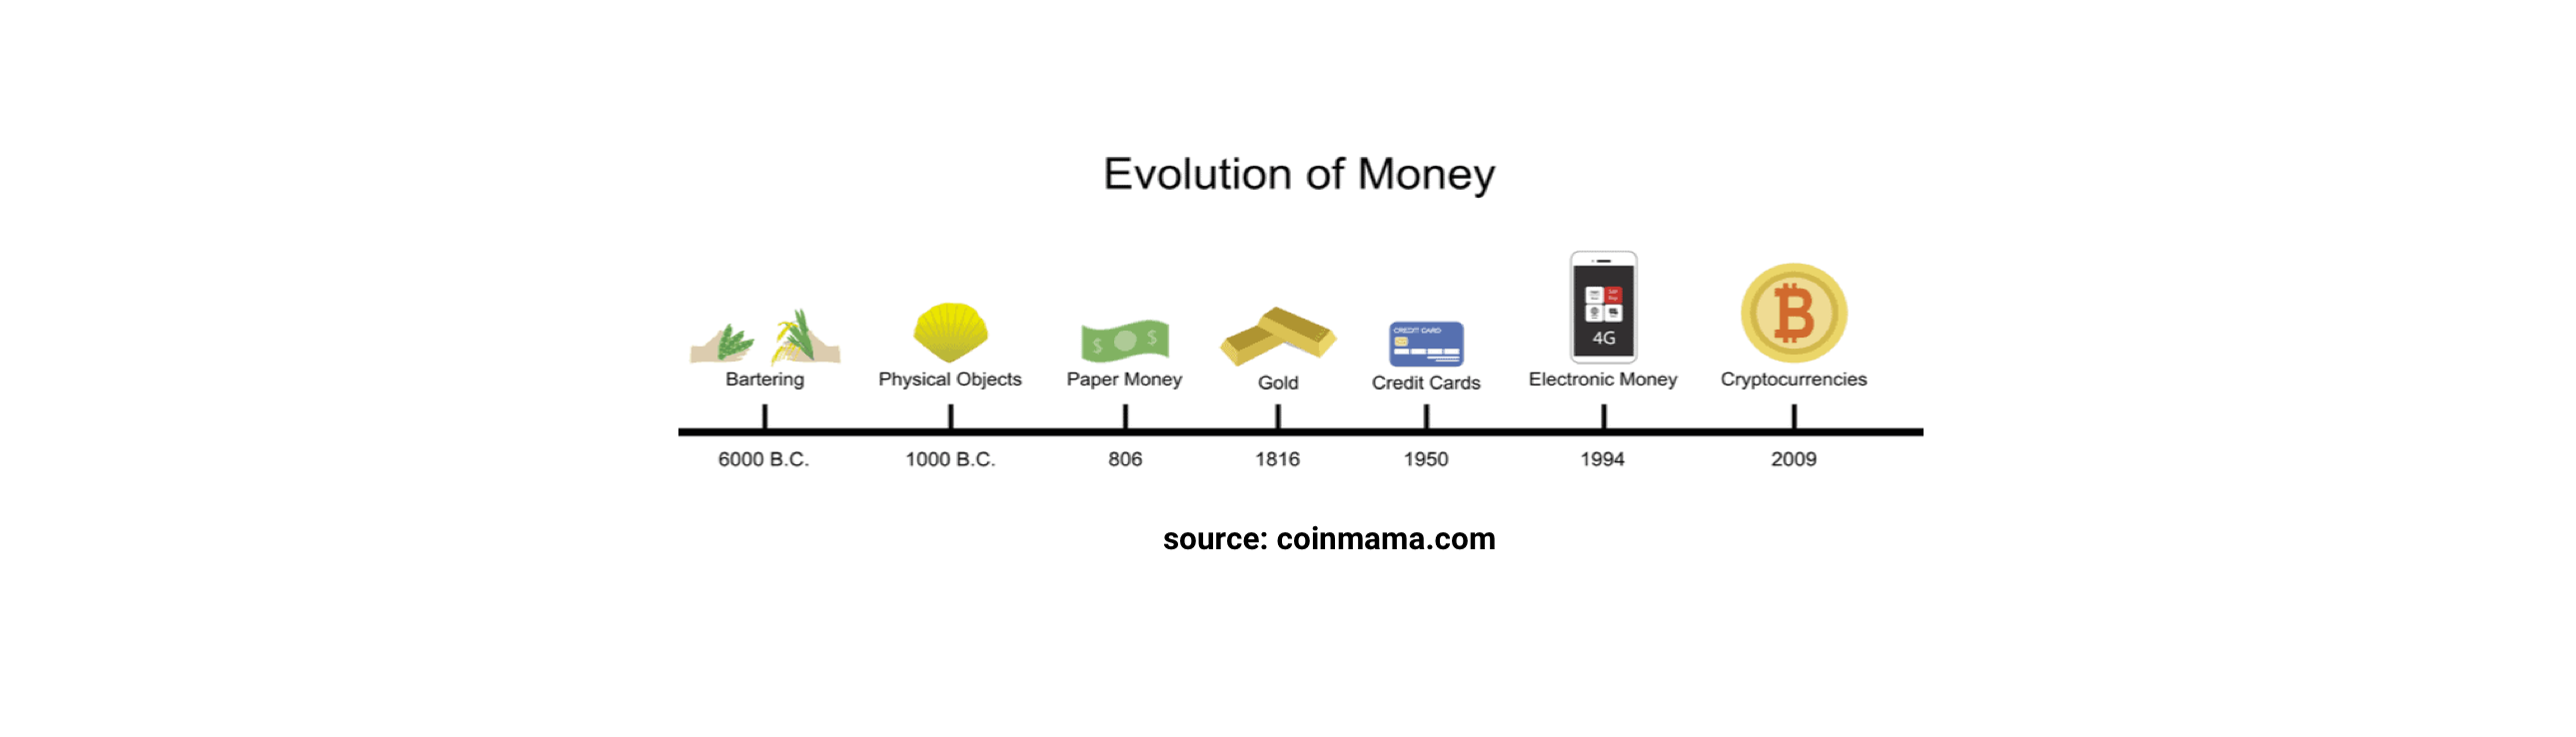 Evolution of Money
4G
CREDIT CARD
Bartering
Physical Objects
Paper Money
Gold
Credit Cards
Electronic Money
Cryptocurrencies
6000 B.C.
1000 B.C.
806
1816
1950
1994
2009
source: coinmama.com